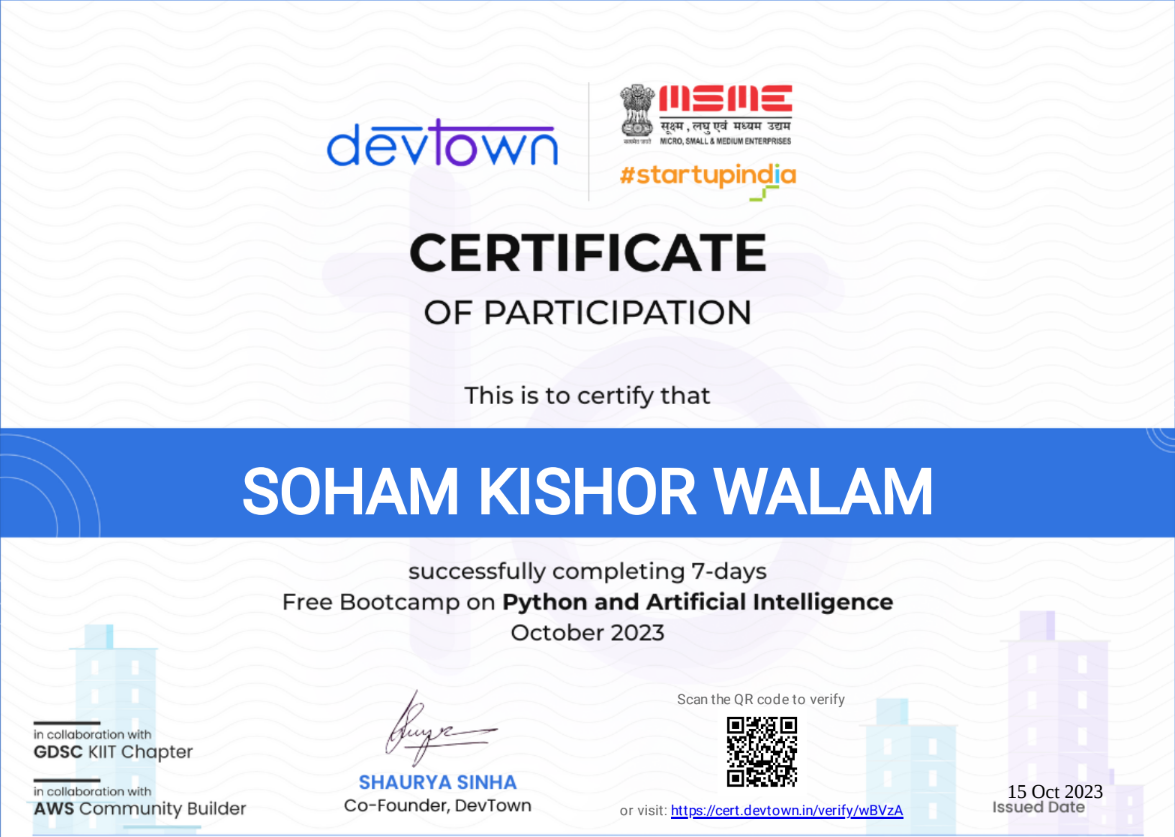 devtown
MSME
सूक्ष्म , लघु एवं मध्यम उद्यम
MICRO, SMALL & MEDIUM ENTERPRISES
#startupindia
CERTIFICATE
OF PARTICIPATION
This is to certify that
SOHAM KISHOR WALAM
successfully completing 7-days
Free Bootcamp on Python and Artificial Intelligence
October 2023
in collaboration with
GDSC KIIT Chapter
in collaboration with
AWS Community Builder
SHAURYA SINHA
Co-Founder, DevTown
Scan the QR code to verify
or visit: https://cert.devtown.in/verify/wBVzA
15 Oct 2023
Issued Date